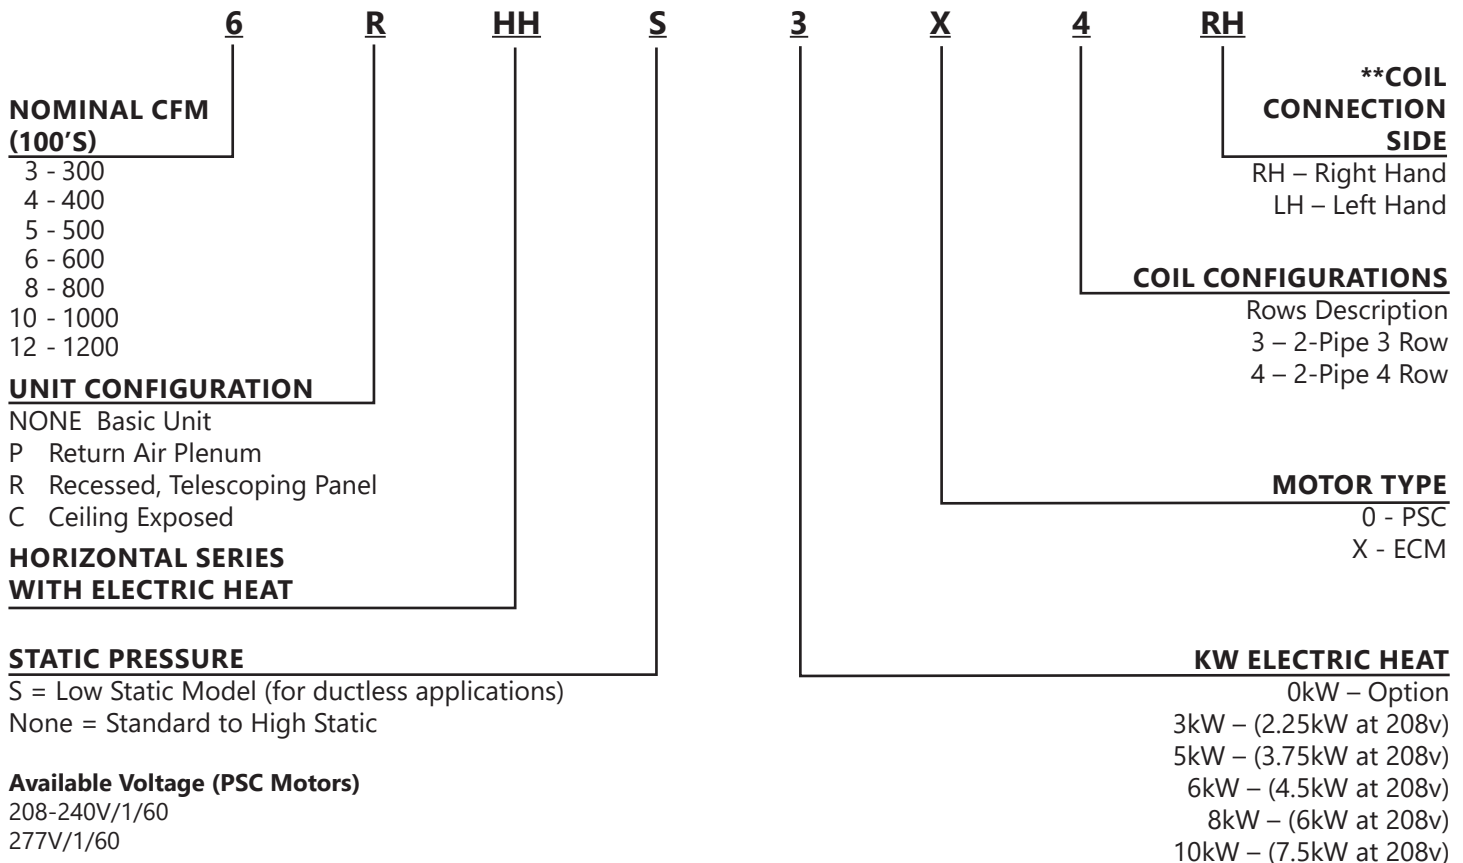 6 R HH S 3 X 4 RH
NOMINAL CFM
(100’S)
3 - 300
4 - 400
5 - 500
6 - 600
8 - 800
10 - 1000
12 - 1200
UNIT CONFIGURATION
NONE Basic Unit
P Return Air Plenum
R Recessed, Telescoping Panel
C Ceiling Exposed
HORIZONTAL SERIES
WITH ELECTRIC HEAT
STATIC PRESSURE
S = Low Static Model (for ductless applications)
None = Standard to High Static
Available Voltage (PSC Motors)
208-240V/1/60
277V/1/60
**COIL
CONNECTION
SIDE
RH – Right Hand
LH – Left Hand
COIL CONFIGURATIONS
Rows Description
3 – 2-Pipe 3 Row
4 – 2-Pipe 4 Row
MOTOR TYPE
0 - PSC
X - ECM
KW ELECTRIC HEAT
0kW – Option
3kW – (2.25kW at 208v)
5kW – (3.75kW at 208v)
6kW – (4.5kW at 208v)
8kW – (6kW at 208v)
10kW – (7.5kW at 208v)